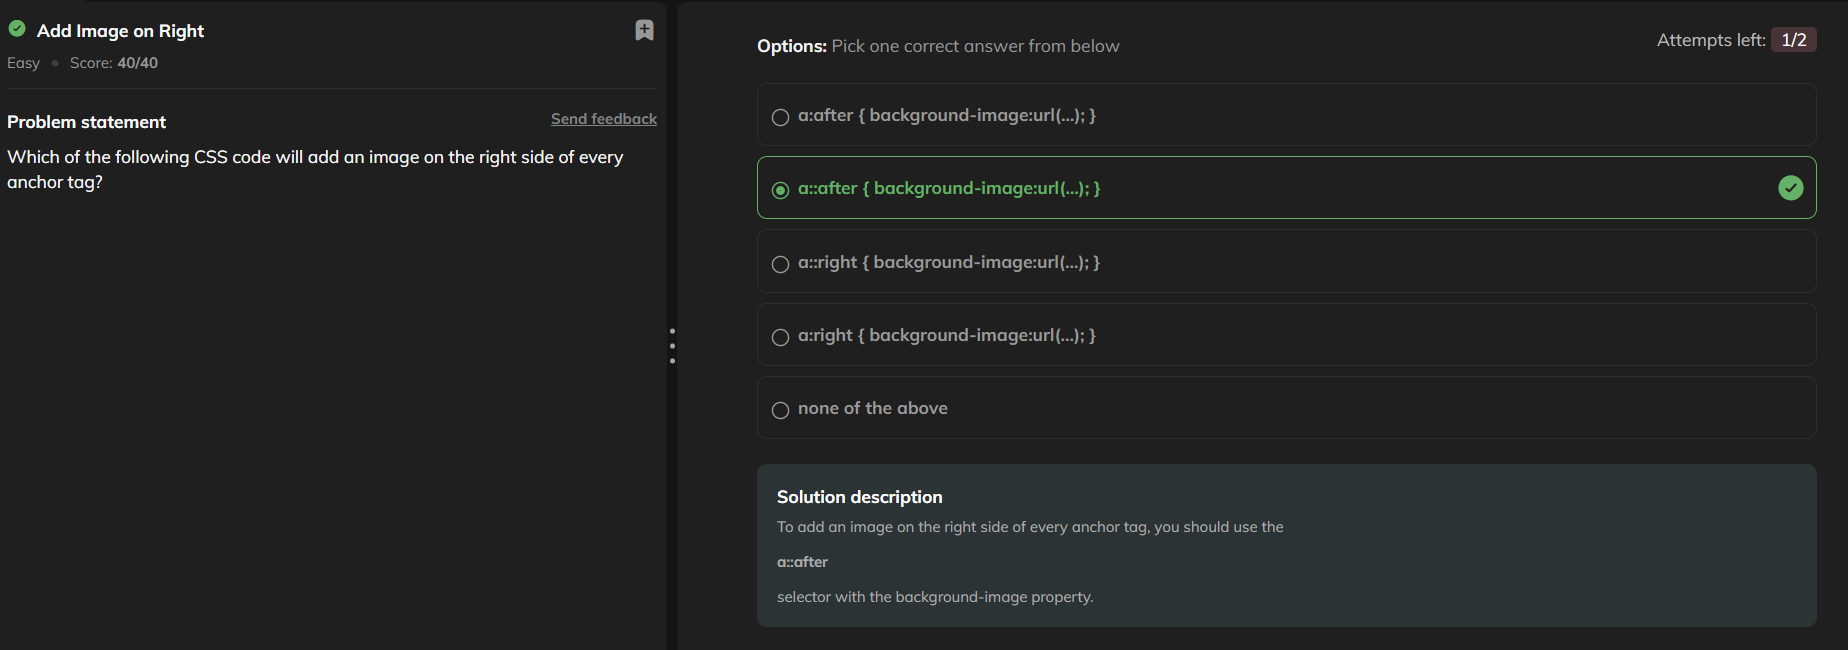 Add Image on Right
Easy • Score: 40/40
Problem statement
Send feedback
Which of the following CSS code will add an image on the right side of every
anchor tag?
Options: Pick one correct answer from below
Attempts left: 1/2
a:after { background-image:url(...); }
a::after { background-image:url(...); }
a::right { background-image:url(...); }
a:right { background-image:url(...); }
none of the above
Solution description
To add an image on the right side of every anchor tag, you should use the
a::after
selector with the background-image property.